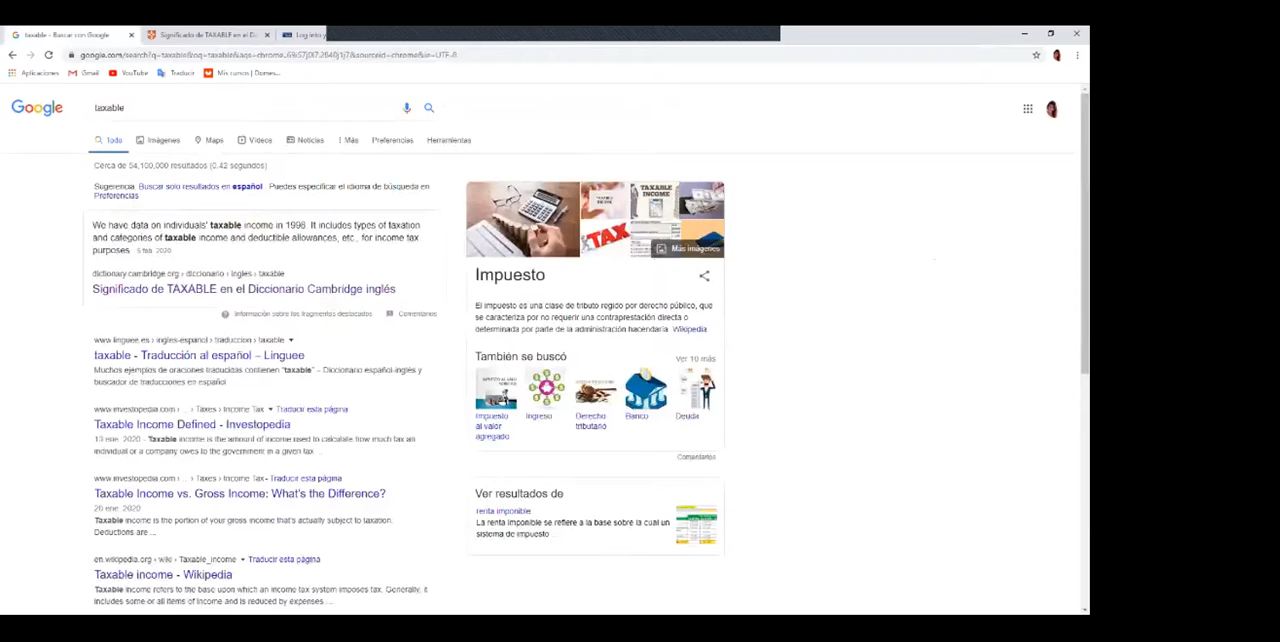 taxable - Buscar con Google
Significado de TAXABLE en el Di
Log into y
google.com/search?q=taxable&oq=taxable&aqs=chrome..69i57j0l7.2840j1j7&sourceid=chrome&ie=UTF-8
Aplicaciones Gmail YouTube Traducir Mis cursos | Domes...
Google
taxable
Todo Imágenes Maps Vídeos Noticias Más Preferencias Herramientas
Cerca de 54,100,000 resultados (0.42 segundos)
Sugerencia: Buscar solo resultados en español Puedes especificar el idioma de búsqueda en
Preferencias
We have data on individuals' taxable income in 1996. It includes types of taxation
and categories of taxable income and deductible allowances, etc., for income tax
purposes. 5 feb. 2020
dictionary.cambridge.org › diccionario › ingles › taxable
Significado de TAXABLE en el Diccionario Cambridge inglés
Información sobre los fragmentos destacados Comentarios
www.linguee.es › ingles-espanol › traduccion › taxable
taxable - Traducción al español – Linguee
Muchos ejemplos de oraciones traducidas contienen "taxable" – Diccionario español-inglés y
buscador de traducciones en español
www.investopedia.com › ... › Taxes › Income Tax Traducir esta página
Taxable Income Defined - Investopedia
13 ene. 2020 - Taxable income is the amount of income used to calculate how much tax an
individual or a company owes to the government in a given tax ...
www.investopedia.com › ... › Taxes › Income Tax Traducir esta página
Taxable Income vs. Gross Income: What's the Difference?
26 ene. 2020
Taxable income is the portion of your gross income that's actually subject to taxation.
Deductions are ...
en.wikipedia.org › wiki › Taxable_income Traducir esta página
Taxable income - Wikipedia
Taxable income refers to the base upon which an income tax system imposes tax. Generally, it
includes some or all items of income and is reduced by expenses ...
TAXABLE
INCOME
TAX
Más imágenes
Impuesto
El impuesto es una clase de tributo regido por derecho público, que
se caracteriza por no requerir una contraprestación directa o
determinada por parte de la administración hacendaria. Wikipedia
También se buscó
Ver 10 más
Impuesto al valor agregado
Ingreso
Derecho tributario
Banco
Deuda
Comentarios
Ver resultados de
renta imponible
La renta imponible se refiere a la base sobre la cual un
sistema de impuesto ...